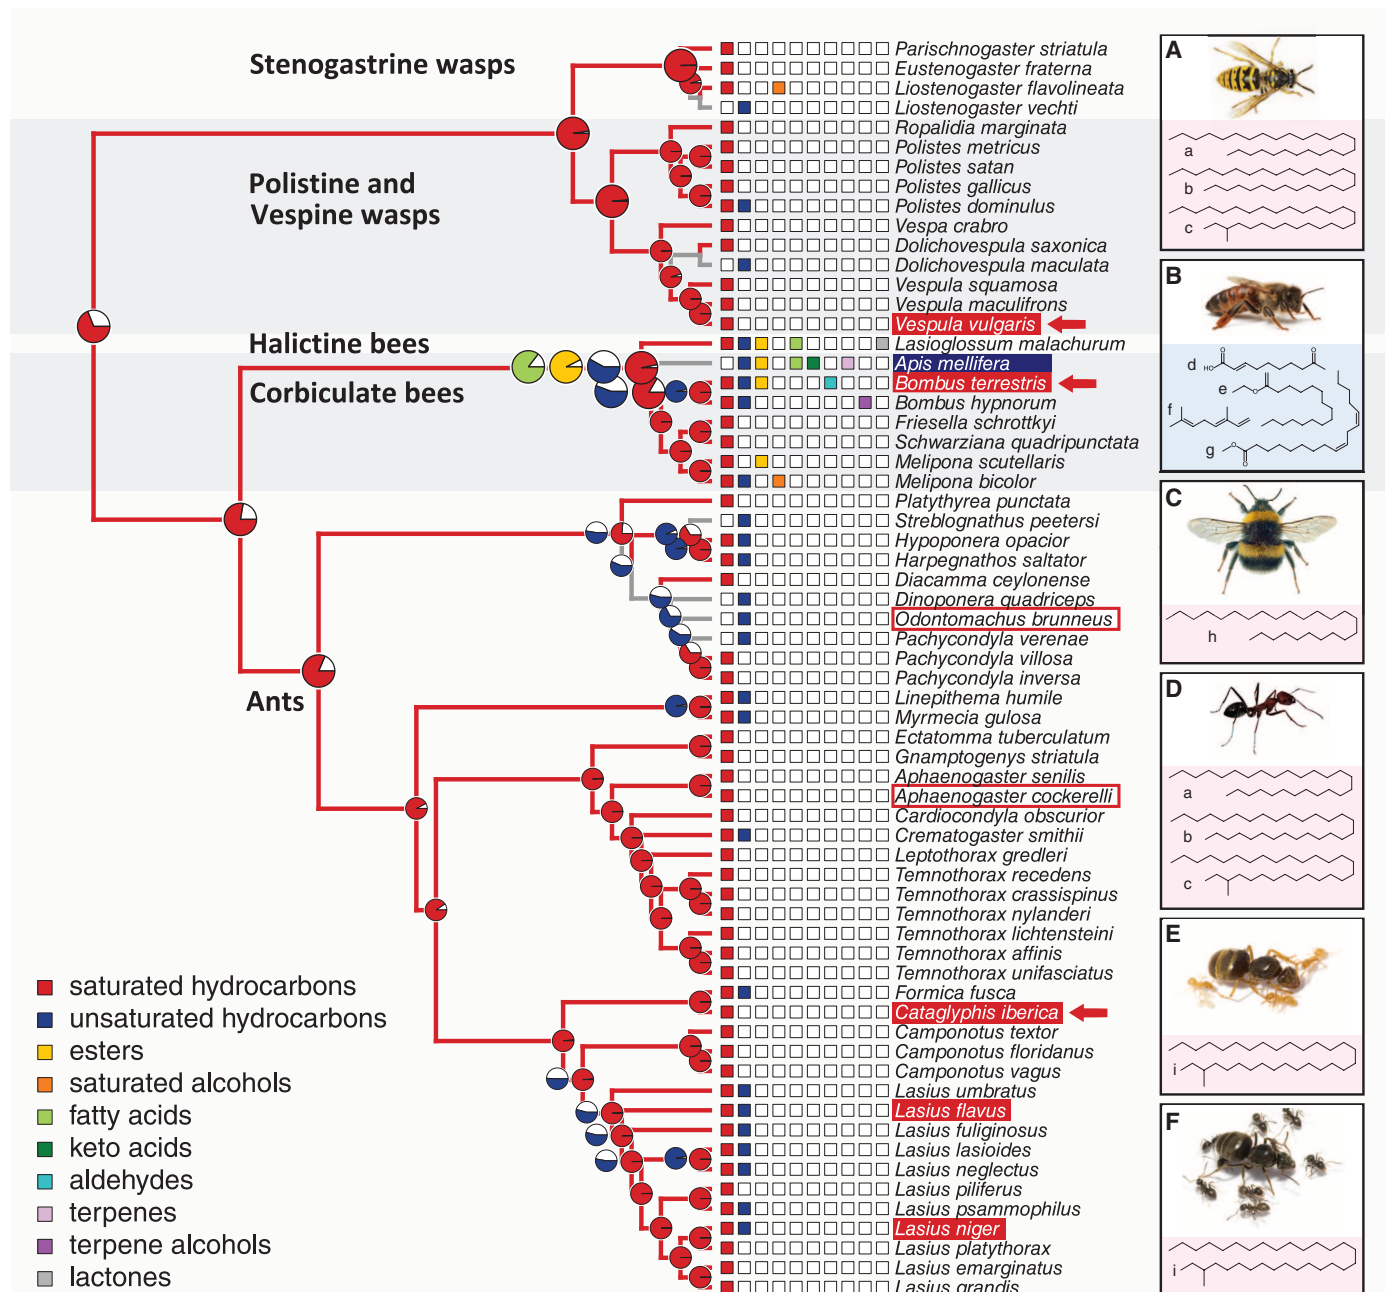 Stenogastrine wasps
Polistine and
Vespine wasps
Halictine bees
Corbiculate bees
Ants
saturated hydrocarbons
unsaturated hydrocarbons
esters
saturated alcohols
fatty acids
keto acids
aldehydes
terpenes
terpene alcohols
lactones
Parischnogaster striatula
Eustenogaster fraterna
Liostenogaster flavolineata
Liostenogaster vechti
Ropalidia marginata
Polistes metricus
Polistes satan
Polistes gallicus
Polistes dominulus
Vespa crabro
Dolichovespula saxonica
Dolichovespula maculata
Vespula squamosa
Vespula maculifrons
Vespula vulgaris
Lasioglossum malachurum
Apis mellifera
Bombus terrestris
Bombus hypnorum
Friesella schrottkyi
Schwarziana quadripunctata
Melipona scutellaris
Melipona bicolor
Platythyrea punctata
Streblognathus peetersi
Hypoponera opacior
Harpegnathos saltator
Diacamma ceylonense
Dinoponera quadriceps
Odontomachus brunneus
Pachycondyla verenae
Pachycondyla villosa
Pachycondyla inversa
Linepithema humile
Myrmecia gulosa
Ectatomma tuberculatum
Gnamptogenys striatula
Aphaenogaster senilis
Aphaenogaster cockerelli
Cardiocondyla obscurior
Crematogaster smithii
Leptothorax gredleri
Temnothorax recedens
Temnothorax crassispinus
Temnothorax nylanderi
Temnothorax lichtensteini
Temnothorax affinis
Temnothorax unifasciatus
Formica fusca
Cataglyphis iberica
Camponotus textor
Camponotus floridanus
Camponotus vagus
Lasius umbratus
Lasius flavus
Lasius fuliginosus
Lasius lasioides
Lasius neglectus
Lasius piliferus
Lasius psammophilus
Lasius niger
Lasius platythorax
Lasius emarginatus
Lasius grandis
A
a
b
c
B
d
HO
O
O
e
O
f
g
O
O
C
h
D
a
b
c
E
i
F
i